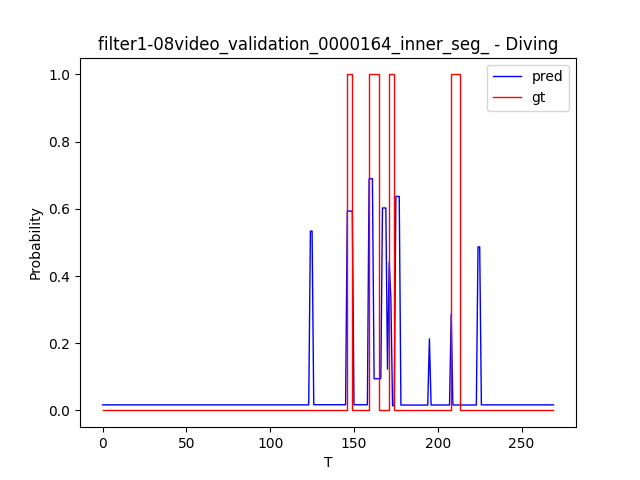 filter1-08video_validation_0000164_inner_seg_ - Diving
pred
gt
1.0
0.8
0.6
0.4
0.2
0.0
Probability
0
50
100
150
200
250
T